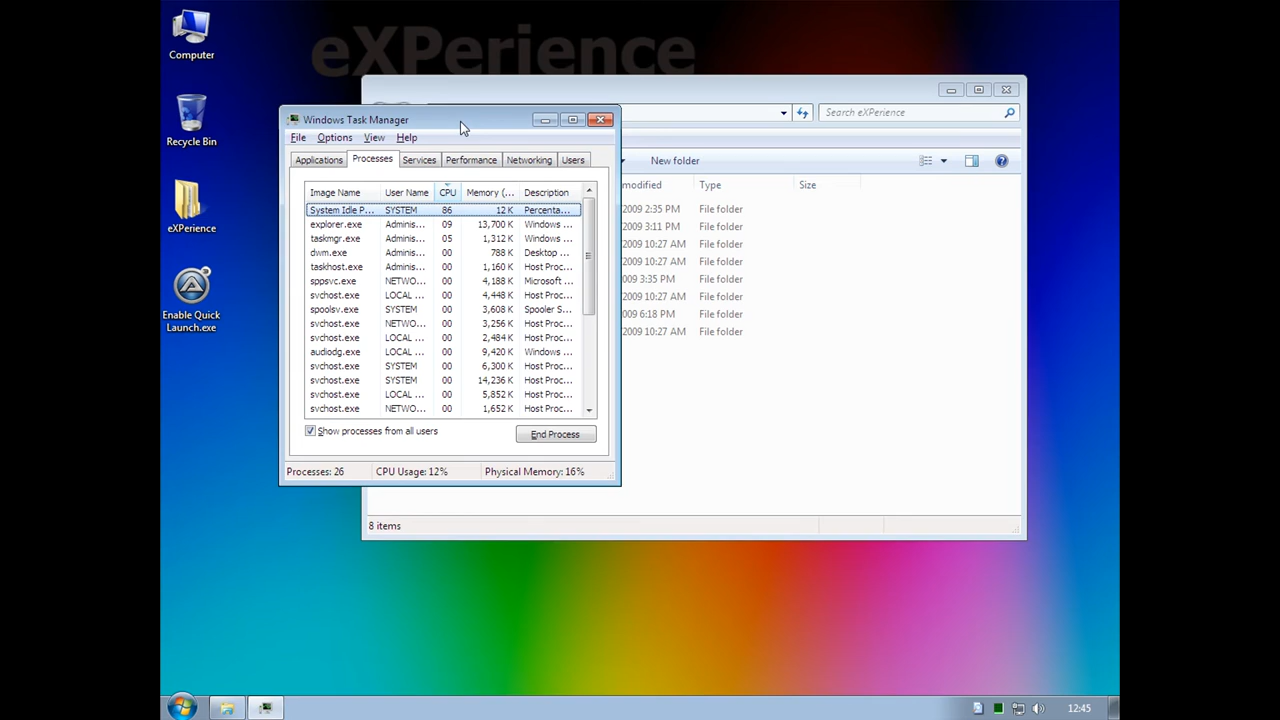 eXPerience
Computer
Recycle Bin
eXPerience
Enable Quick
Launch.exe
Search eXPerience
New folder
modified Type Size
2009 2:35 PM File folder
2009 3:11 PM File folder
2009 10:27 AM File folder
2009 10:27 AM File folder
009 3:35 PM File folder
2009 10:27 AM File folder
009 6:18 PM File folder
2009 10:27 AM File folder
8 items
Windows Task Manager
File Options View Help
Applications Processes Services Performance Networking Users
Image Name User Name CPU Memory (... Description
System Idle P... SYSTEM 86 12 K Percenta...
explorer.exe Adminis... 09 13,700 K Windows ...
taskmgr.exe Adminis... 05 1,312 K Windows ...
dwm.exe Adminis... 00 788 K Desktop ...
taskhost.exe Adminis... 00 1,160 K Host Proc...
sppsvc.exe NETWO... 00 4,188 K Microsoft ...
svchost.exe LOCAL ... 00 4,448 K Host Proc...
spoolsv.exe SYSTEM 00 3,608 K Spooler S...
svchost.exe NETWO... 00 3,256 K Host Proc...
svchost.exe LOCAL ... 00 2,484 K Host Proc...
audiodg.exe LOCAL ... 00 9,420 K Windows ...
svchost.exe SYSTEM 00 6,300 K Host Proc...
svchost.exe SYSTEM 00 14,236 K Host Proc...
svchost.exe LOCAL ... 00 5,852 K Host Proc...
svchost.exe NETWO... 00 1,652 K Host Proc...
Show processes from all users
End Process
Processes: 26 CPU Usage: 12% Physical Memory: 16%
12:45